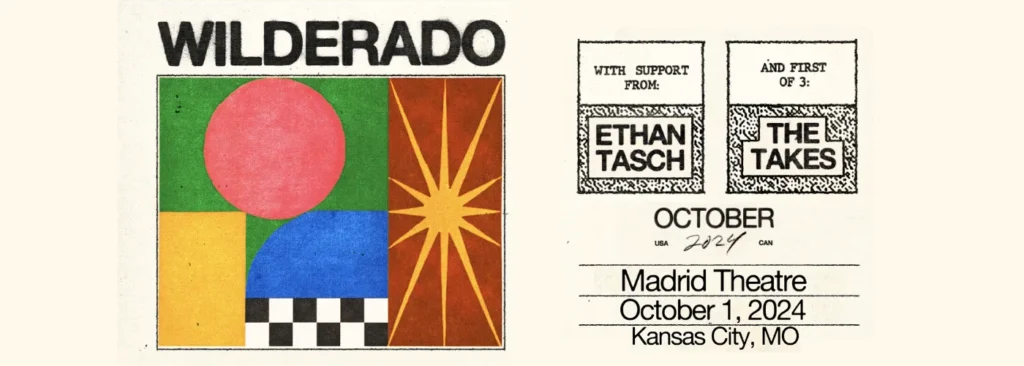 WILDERADO
WITH SUPPORT
FROM:
ETHAN
TASCH
AND FIRST
OF 3:
THE
TAKES
OCTOBER
USA 2024 CAN
Madrid Theatre
October 1, 2024
Kansas City, MO